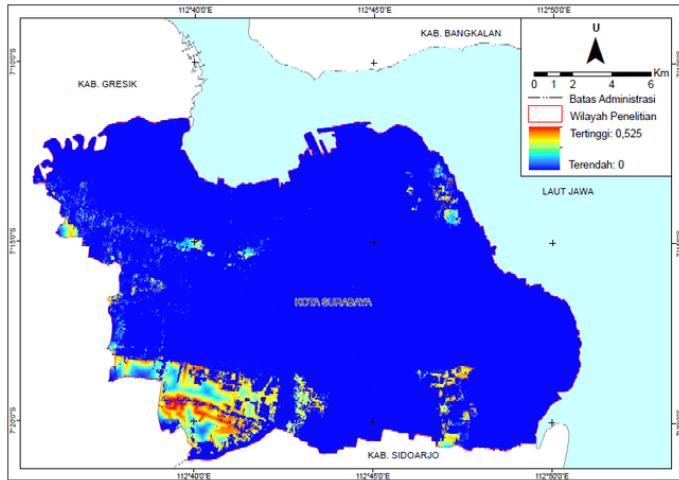 112°40'0"E 112°45'0"E 112°50'0"E
KAB. BANGKALAN
KAB. GRESIK
U
0 1 2 4 6 Km
Batas Administrasi
Wilayah Penelitian
Tertinggi: 0,525
Terendah: 0
LAUT JAWA
KOTA SURABAYA
KAB. SIDOARJO
7°10'0"S
7°15'0"S
7°20'0"S
112°40'0"E 112°45'0"E 112°50'0"E